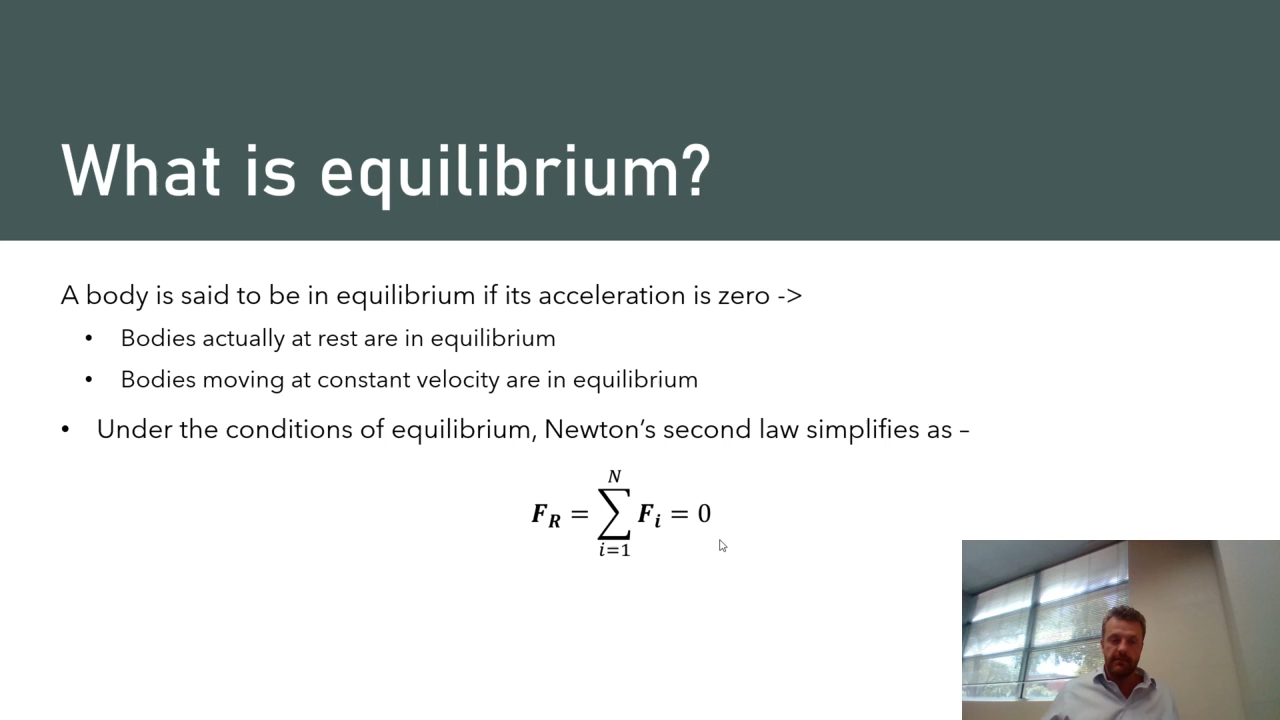 What is equilibrium?
A body is said to be in equilibrium if its acceleration is zero ->
• Bodies actually at rest are in equilibrium
• Bodies moving at constant velocity are in equilibrium
• Under the conditions of equilibrium, Newton’s second law simplifies as –
𝑭_𝑹 = ∑_{i=1}^{N} 𝑭_𝒊 = 0